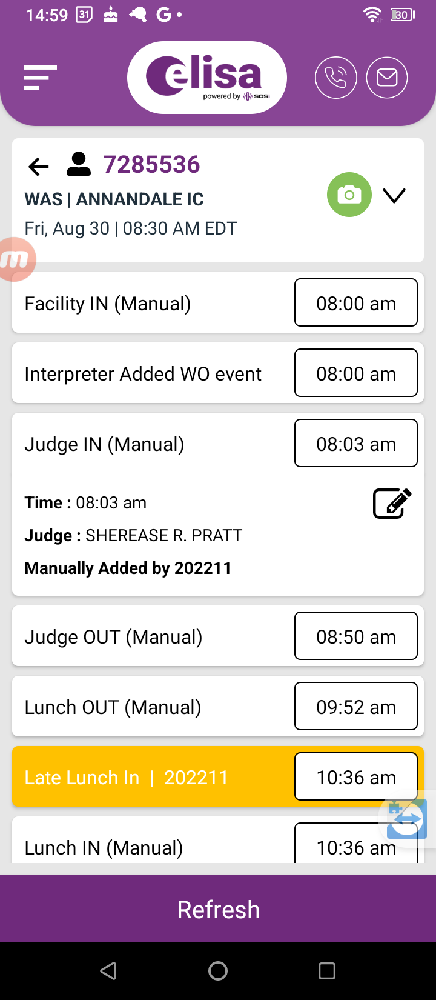 14:59 31 G 30
elisa
powered by SOSi
7285536
WAS | ANNANDALE IC
Fri, Aug 30 | 08:30 AM EDT
m
Facility IN (Manual) 08:00 am
Interpreter Added WO event 08:00 am
Judge IN (Manual) 08:03 am
Time : 08:03 am
Judge : SHEREASE R. PRATT
Manually Added by 202211
Judge OUT (Manual) 08:50 am
Lunch OUT (Manual) 09:52 am
Late Lunch In | 202211 10:36 am
Lunch IN (Manual) 10:36 am
Refresh